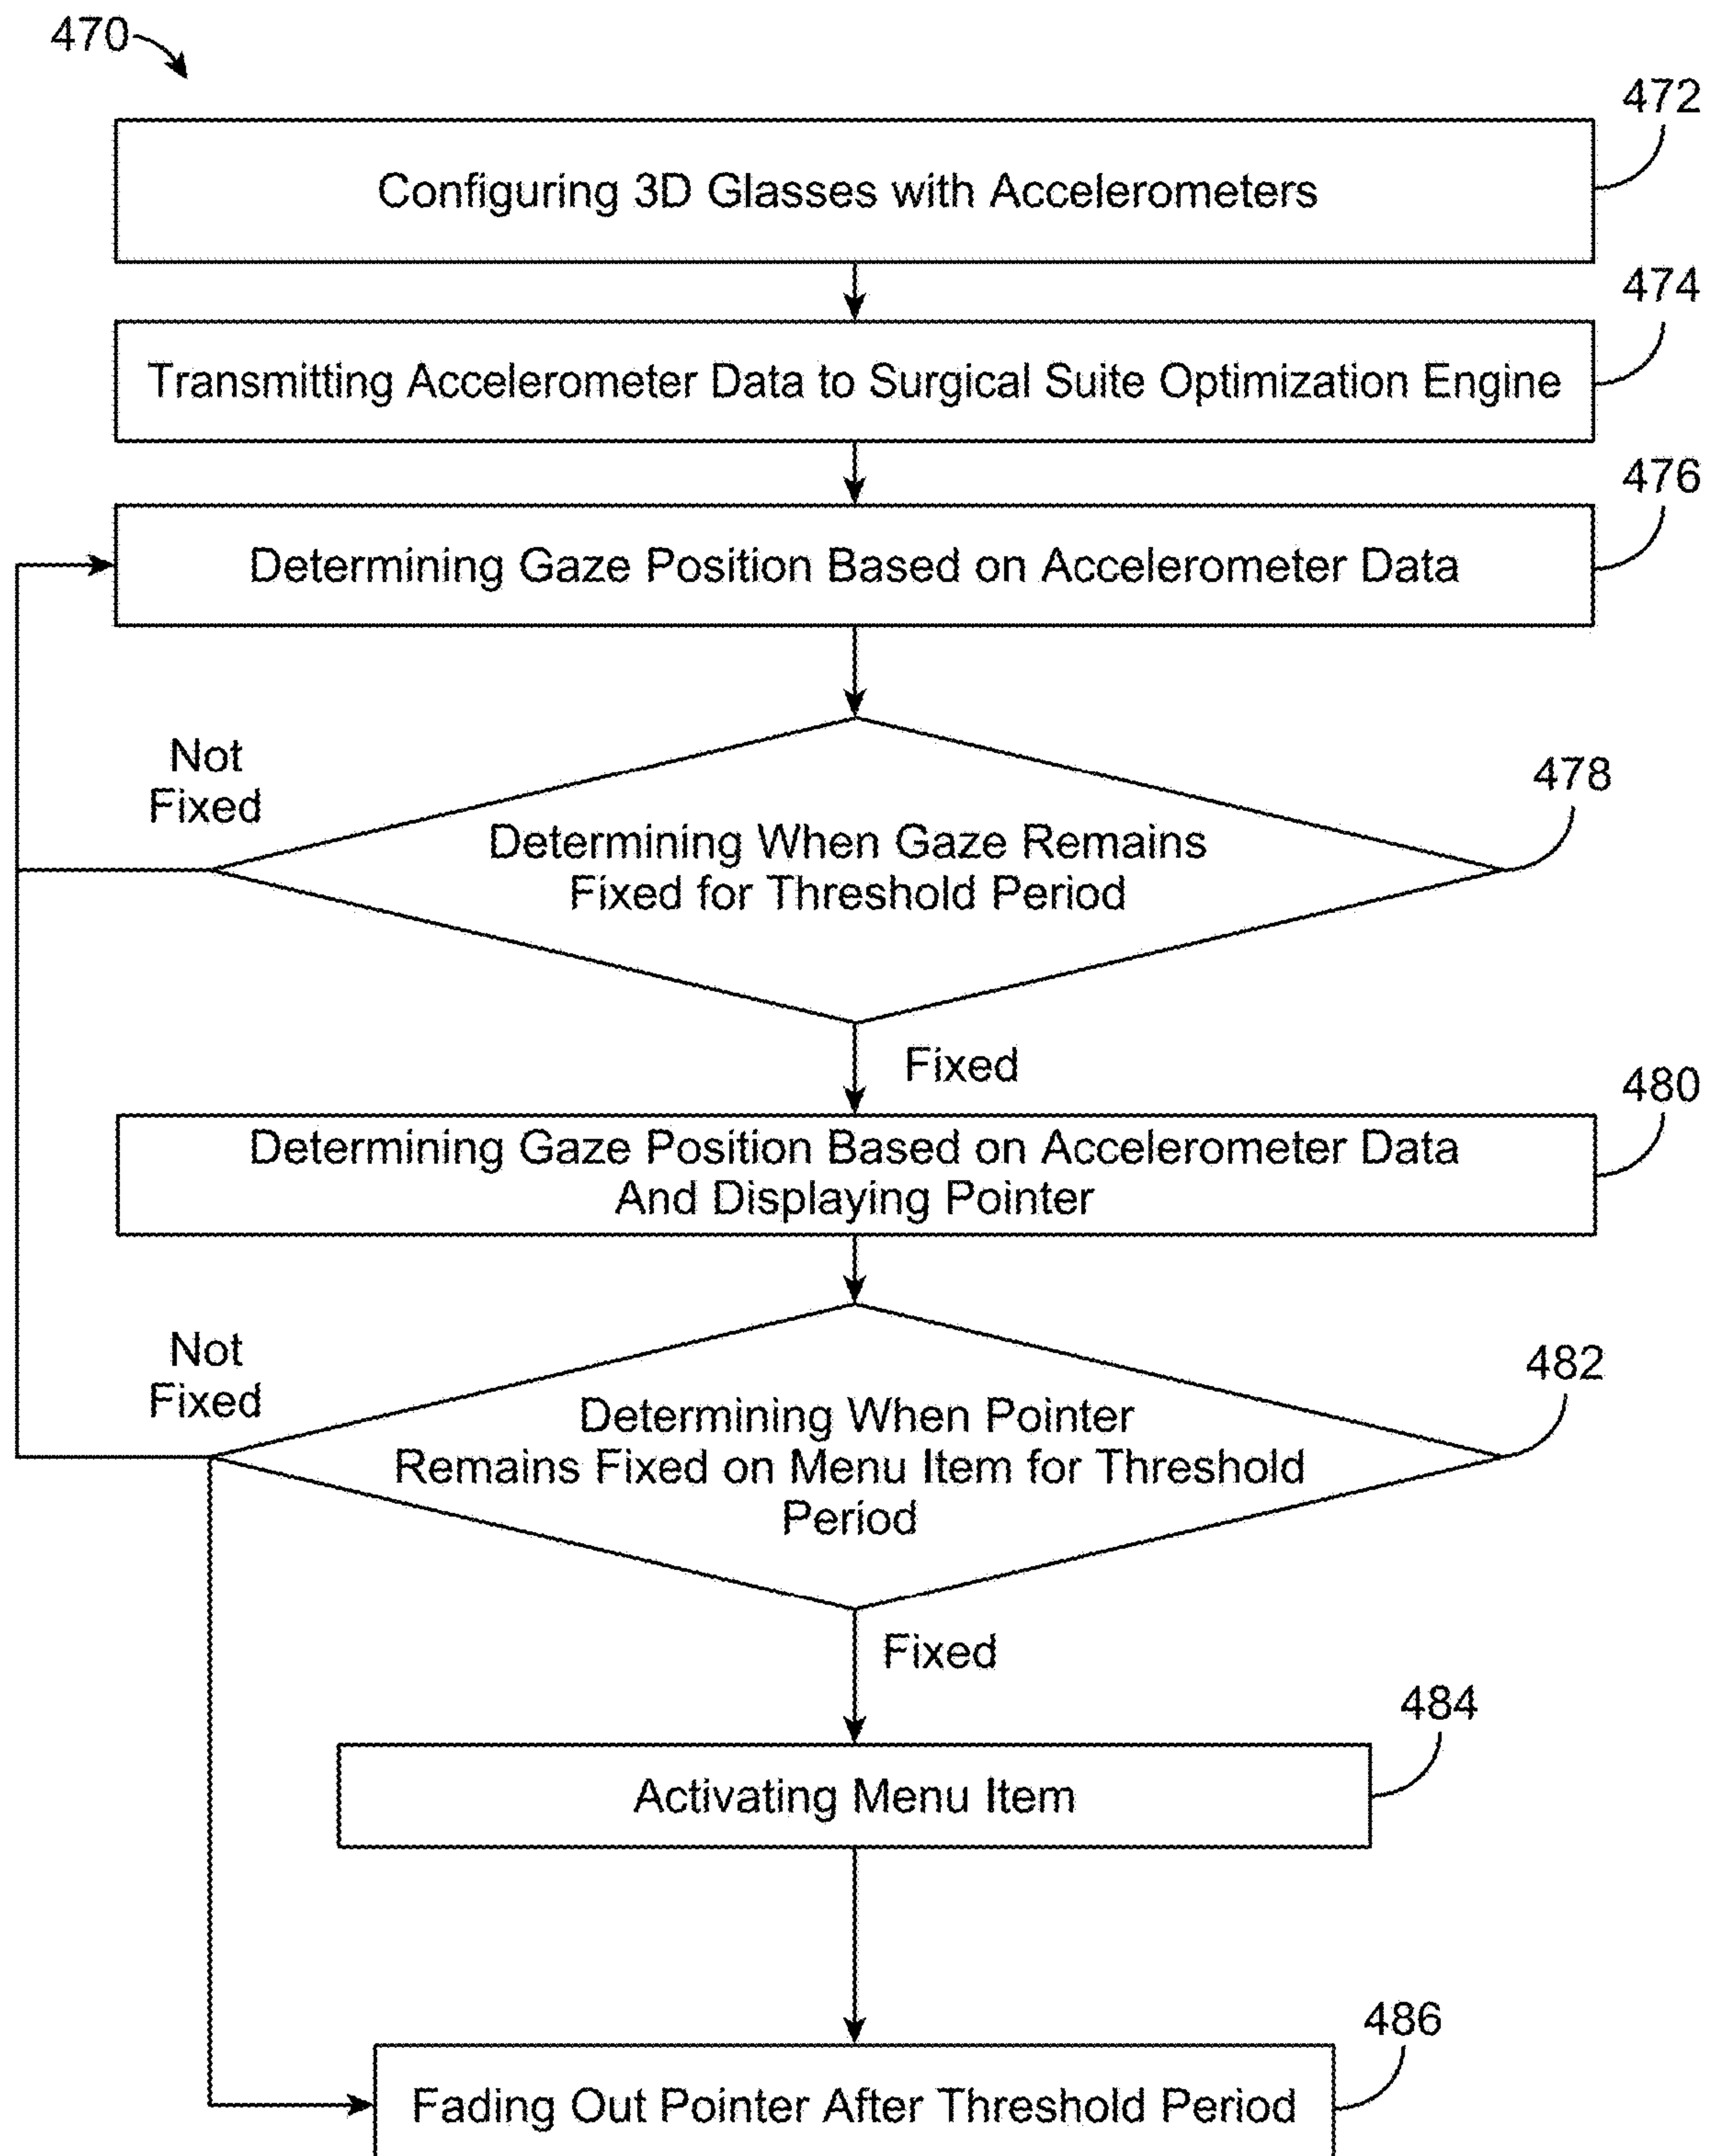 470
472
Configuring 3D Glasses with Accelerometers
474
Transmitting Accelerometer Data to Surgical Suite Optimization Engine
476
Determining Gaze Position Based on Accelerometer Data
Not
Fixed
478
Determining When Gaze Remains
Fixed for Threshold Period
Fixed
480
Determining Gaze Position Based on Accelerometer Data
And Displaying Pointer
Not
Fixed
482
Determining When Pointer
Remains Fixed on Menu Item for Threshold
Period
Fixed
484
Activating Menu Item
486
Fading Out Pointer After Threshold Period